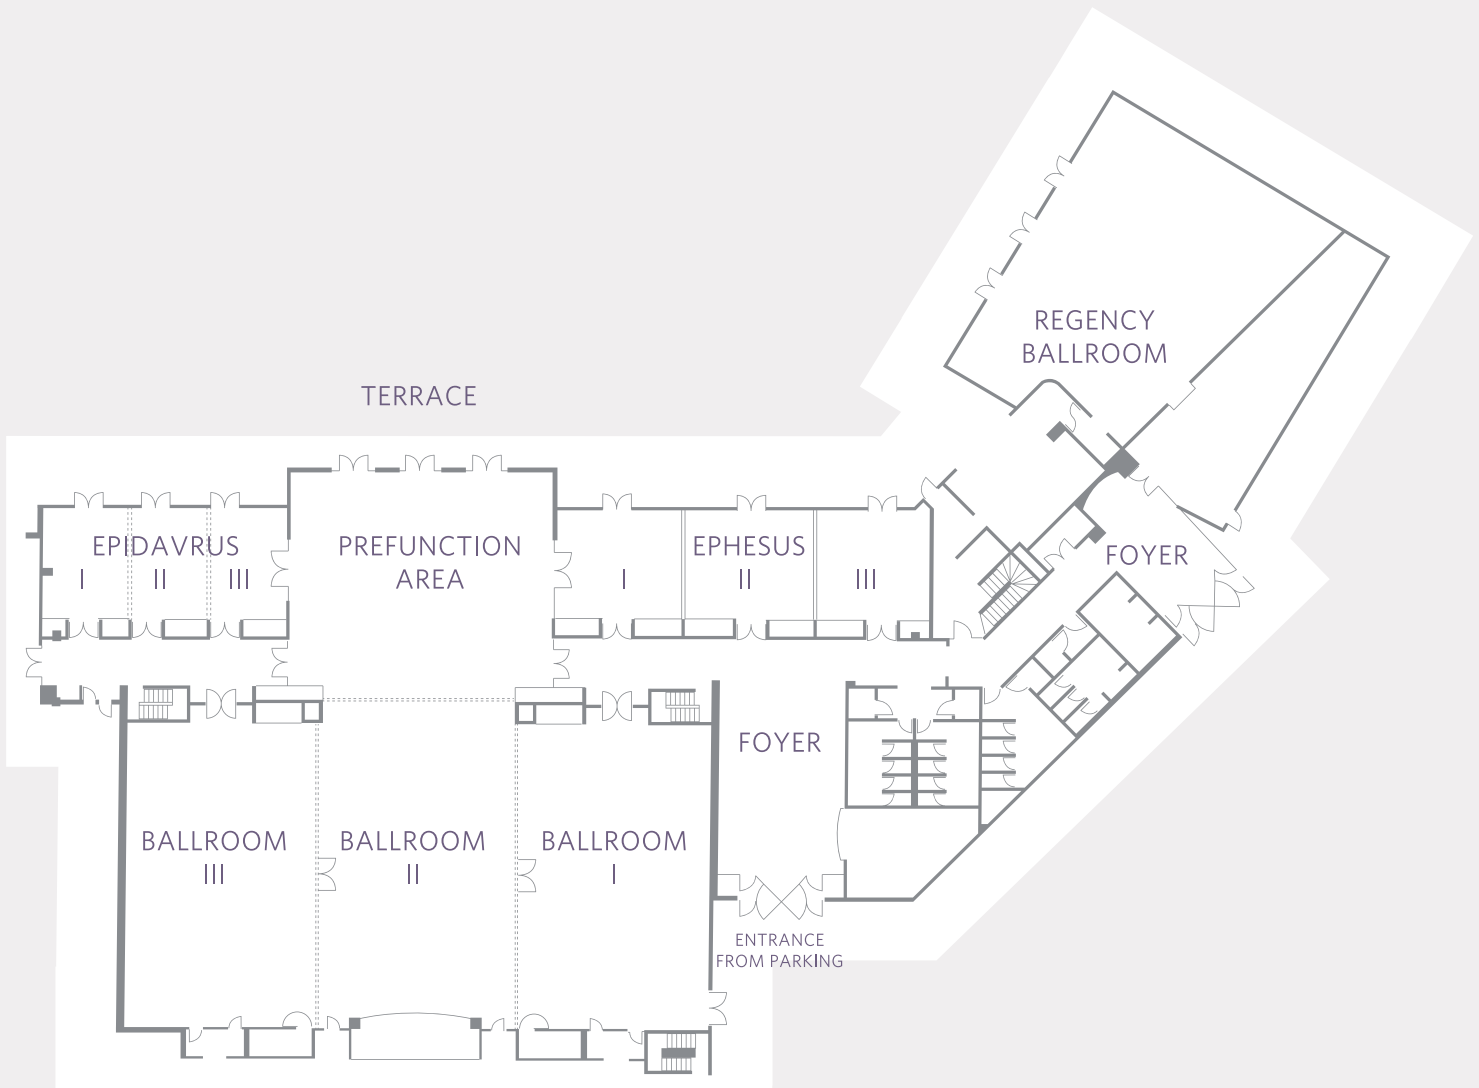 REGENCY
BALLROOM
TERRACE
EPIDAVRUS
I II III
PREFUNCTION
AREA
EPHESUS
I II III
FOYER
FOYER
BALLROOM
III
BALLROOM
II
BALLROOM
I
ENTRANCE
FROM PARKING